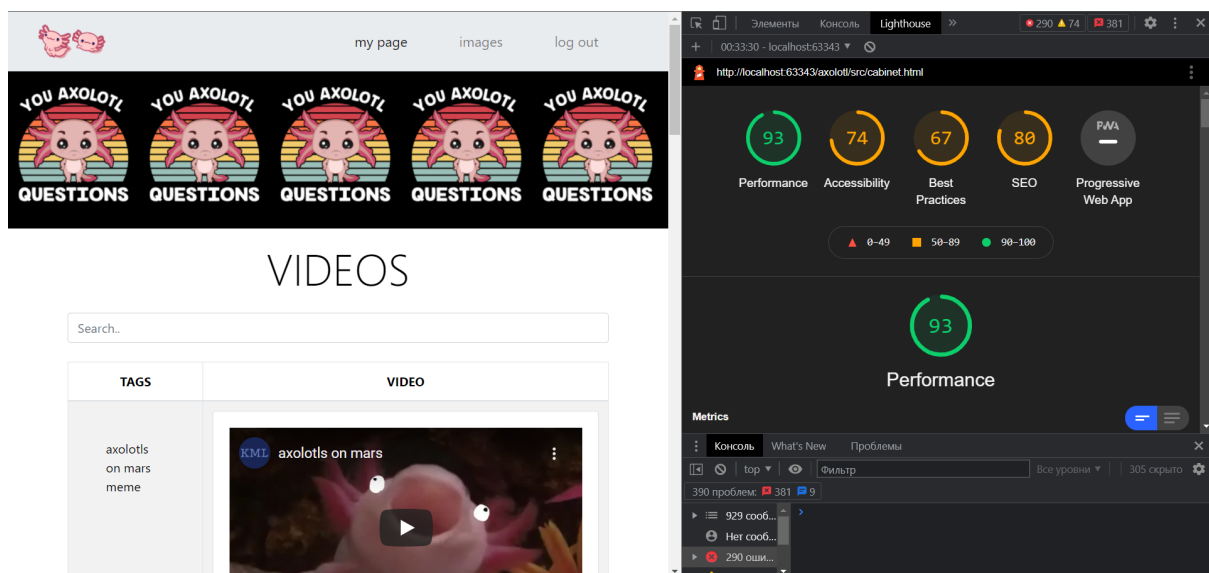 my page images log out
YOU AXOLOTL YOU AXOLOTL YOU AXOLOTL YOU AXOLOTL YOU AXOLOTL
QUESTIONS QUESTIONS QUESTIONS QUESTIONS QUESTIONS
VIDEOS
Search..
TAGS VIDEO
axolotls
on mars
meme
KML axolotls on mars
Элементы Консоль Lighthouse » 290 74 381
+ 00:33:30 - localhost:63343 ▼
http://localhost:63343/axolotl/src/cabinet.html
93 74 67 80 PWA
Performance Accessibility Best Practices SEO Progressive Web App
0–49 50–89 90–100
93
Performance
Metrics
Консоль What's New Проблемы
top ▼ Фильтр Все уровни ▼ 305 скрыто
390 проблем: 381 9
929 сооб...
Нет сооб...
290 оши...